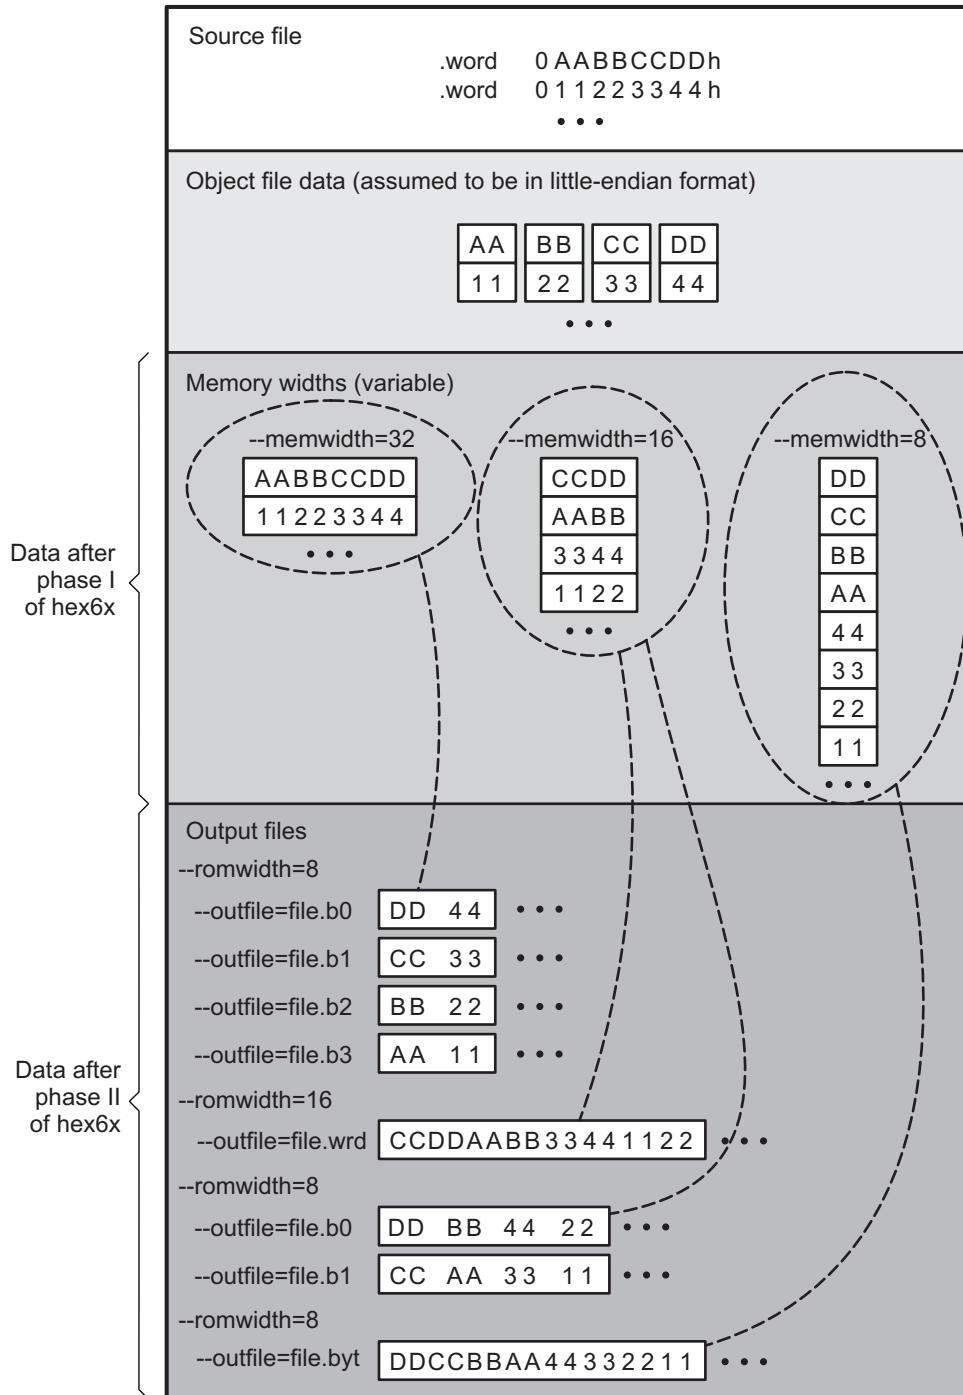 Source file
.word 0AABBCCDDh
.word 011223344h
• • •
Object file data (assumed to be in little-endian format)
AA BB CC DD
11 22 33 44
• • •
Memory widths (variable)
--memwidth=32 --memwidth=16 --memwidth=8
AABBCCDD
11223344
• • •
CCDD
AABB
3344
1122
• • •
DD
CC
BB
AA
44
33
22
11
• • •
Data after
phase I
of hex6x
Output files
--romwidth=8
--outfile=file.b0 DD 44 • • •
--outfile=file.b1 CC 33 • • •
--outfile=file.b2 BB 22 • • •
--outfile=file.b3 AA 11 • • •
--romwidth=16
--outfile=file.wrd CCDDAABB33441122 • • •
--romwidth=8
--outfile=file.b0 DD BB 44 22 • • •
--outfile=file.b1 CC AA 33 11 • • •
--romwidth=8
--outfile=file.byt DDCCBBAA44332211 • • •
Data after
phase II
of hex6x